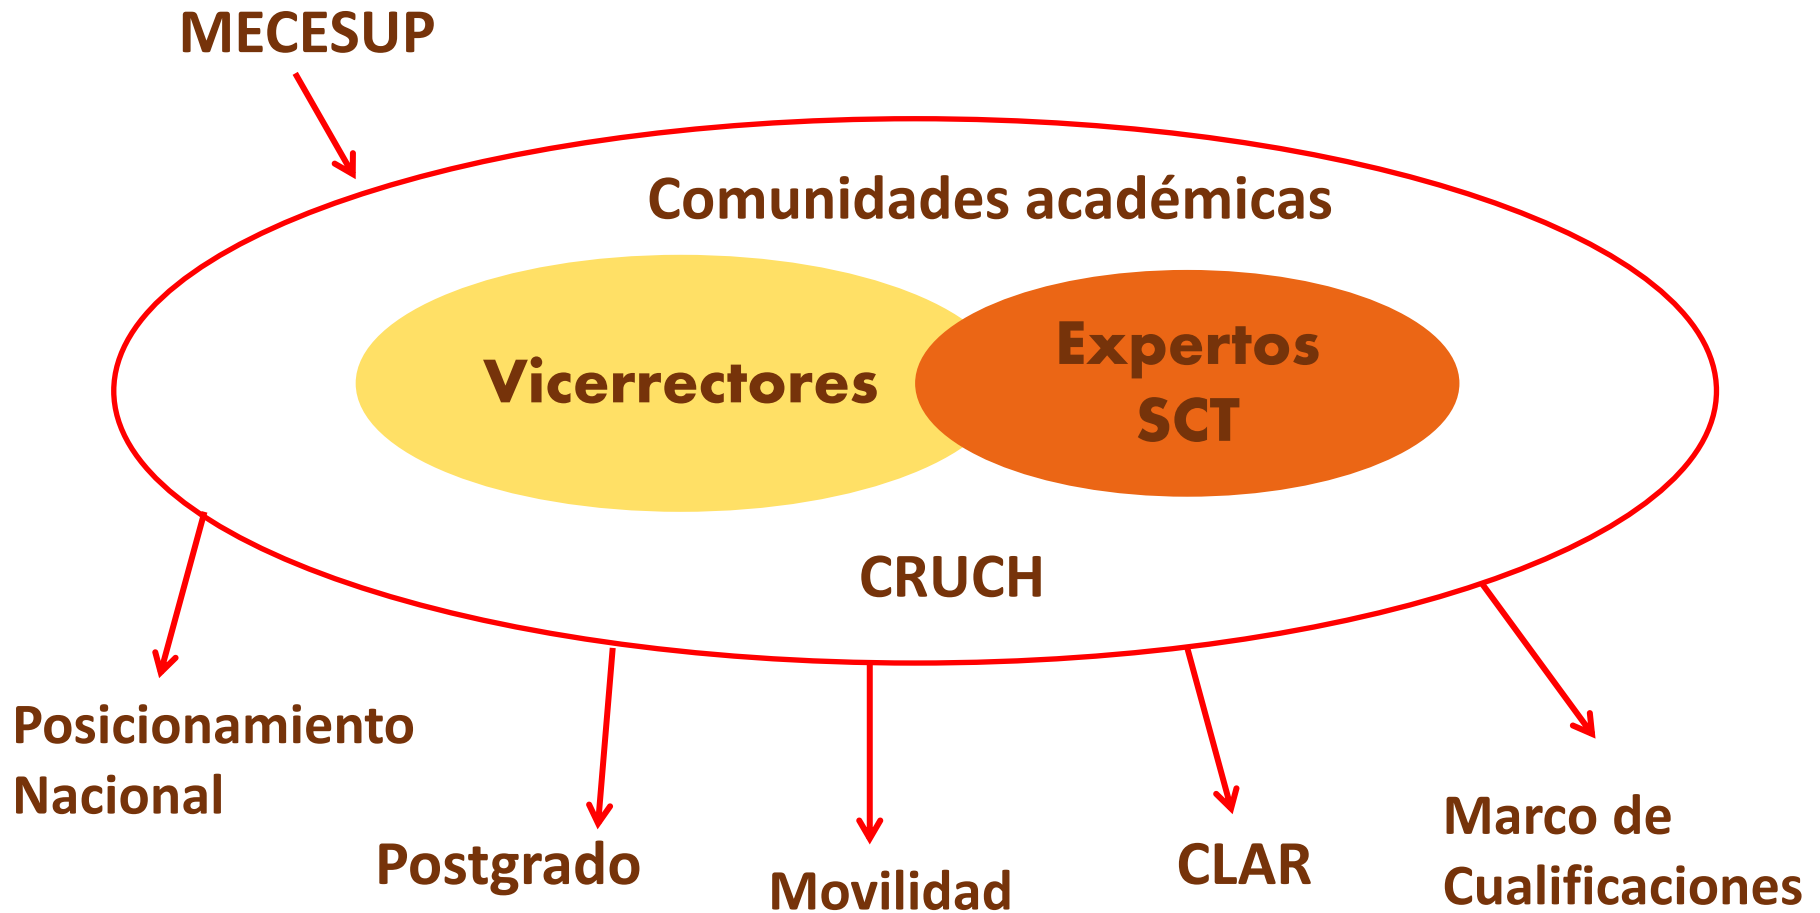 MECESUP
Comunidades académicas
Vicerrectores
Expertos
SCT
CRUCH
Posicionamiento
Nacional
Postgrado
Movilidad
CLAR
Marco de
Cualificaciones